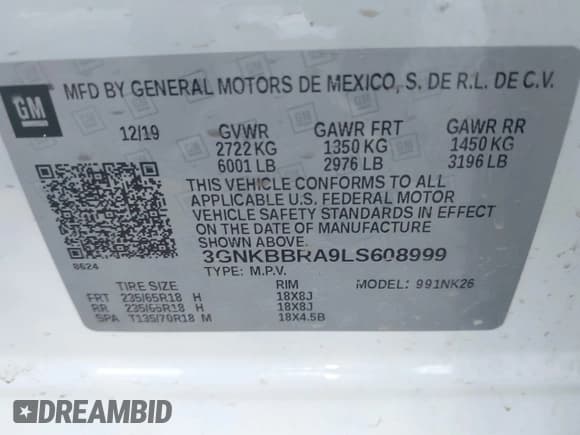 GM
MFD BY GENERAL MOTORS DE MEXICO, S. DE R.L. DE C.V.
12/19 GVWR GAWR FRT GAWR RR
2722 KG 1350 KG 1450 KG
6001 LB 2976 LB 3196 LB
THIS VEHICLE CONFORMS TO ALL
APPLICABLE U.S. FEDERAL MOTOR
VEHICLE SAFETY STANDARDS IN EFFECT
ON THE DATE OF MANUFACTURE
SHOWN ABOVE.
8624 3GNKBBRA9LS608999
TYPE: M.P.V.
TIRE SIZE RIM MODEL: 991NK26
FRT 235/65R18 H 18X8J
RR 235/65R18 H 18X8J
SPA T135/70R18 M 18X4.5B
DREAMBID